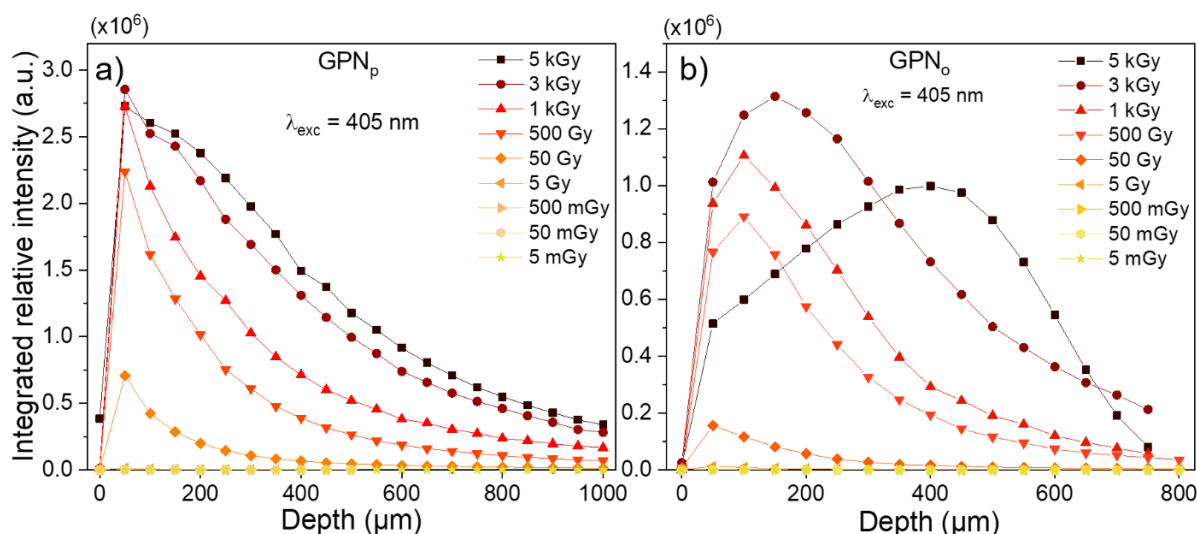 (x10⁶)
a)
GPNₚ
λexc = 405 nm
5 kGy
3 kGy
1 kGy
500 Gy
50 Gy
5 Gy
500 mGy
50 mGy
5 mGy
Integrated relative intensity (a.u.)
3.0
2.5
2.0
1.5
1.0
0.5
0.0
0 200 400 600 800 1000
Depth (µm)
(x10⁶)
b)
GPNₒ
λexc = 405 nm
5 kGy
3 kGy
1 kGy
500 Gy
50 Gy
5 Gy
500 mGy
50 mGy
5 mGy
1.4
1.2
1.0
0.8
0.6
0.4
0.2
0.0
0 200 400 600 800
Depth (µm)